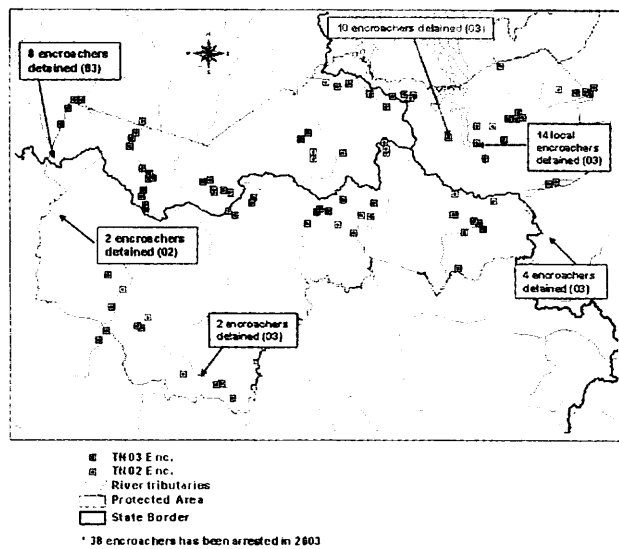 10 encroachers
detained (03)
8 encroachers
detained (03)
14 local
encroachers
detained (03)
2 encroachers
detained (02)
4 encroachers
detained (03)
2 encroachers
detained (03)
TN03 Enc.
TN02 Enc.
River tributaries
Protected Area
State Border
* 38 encroachers has been arrested in 2003